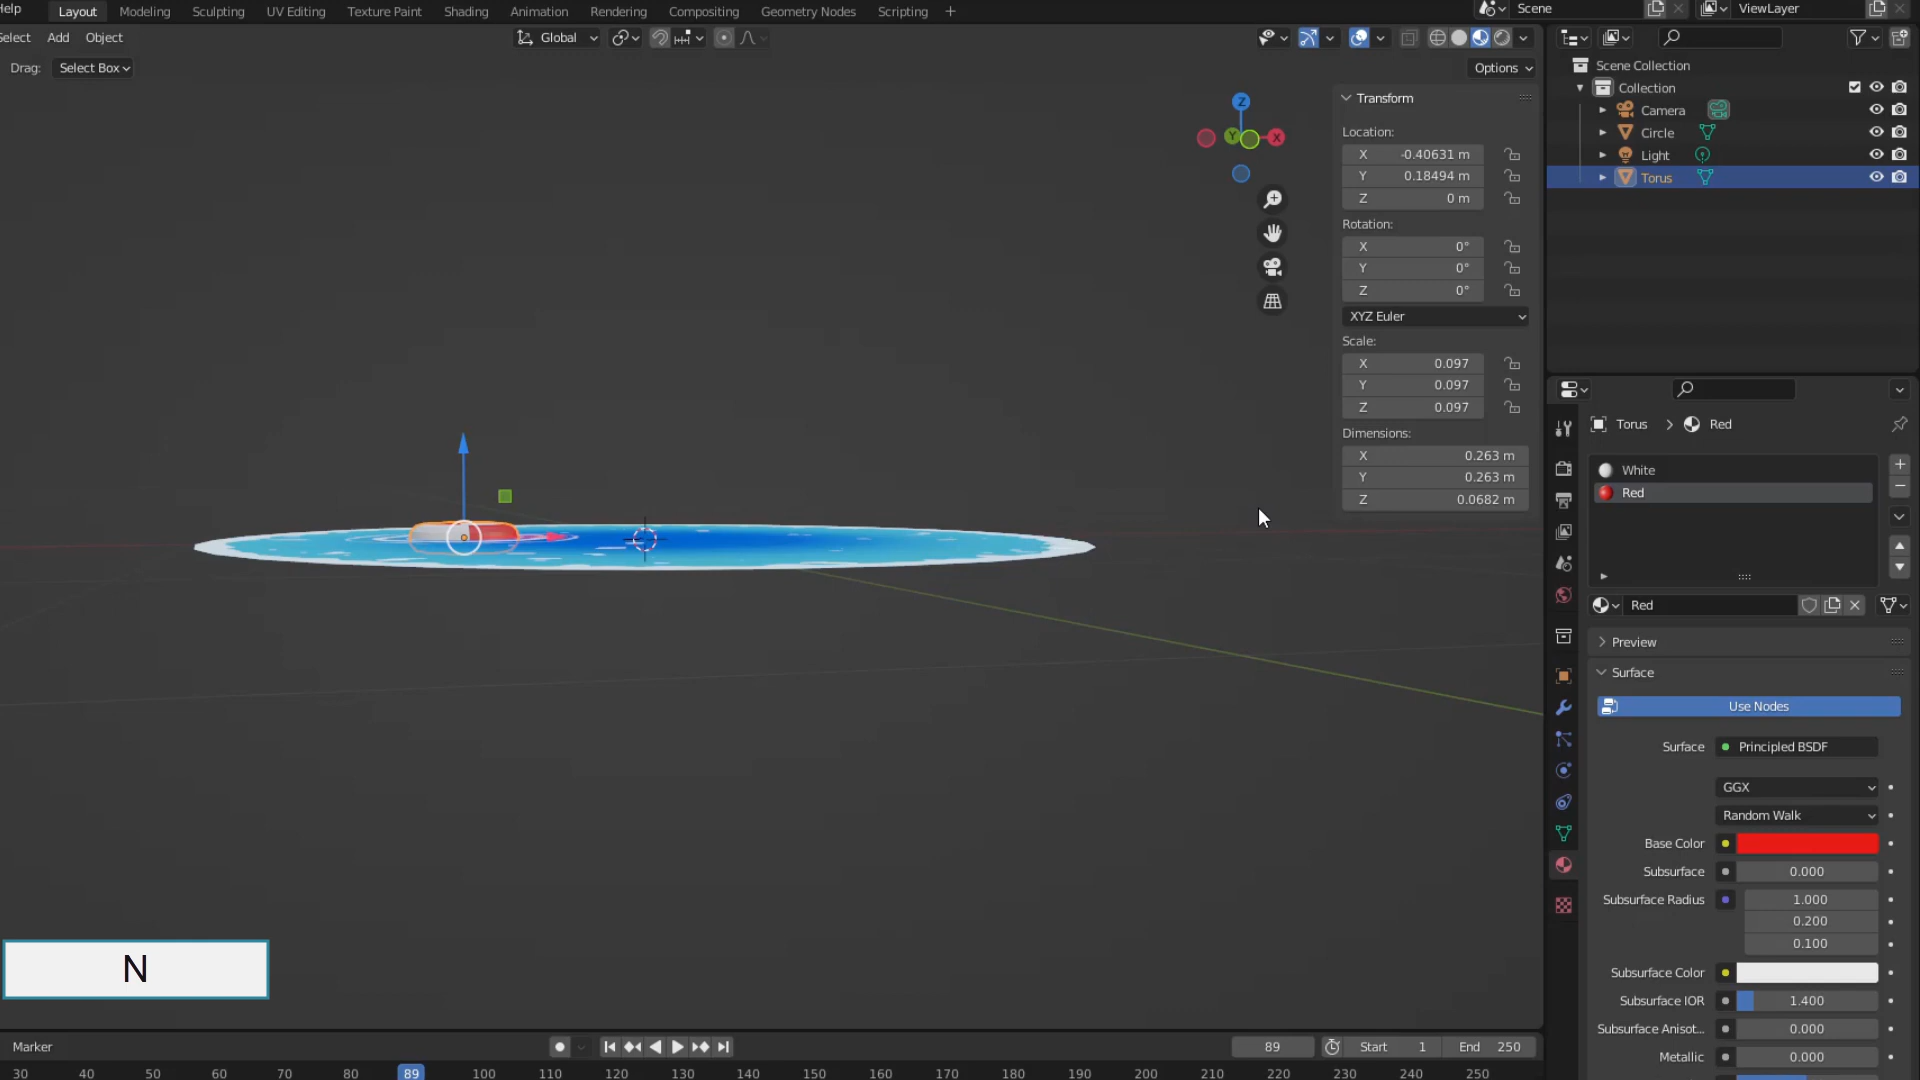 Help Layout Modeling Sculpting UV Editing Texture Paint Shading Animation Rendering Compositing Geometry Nodes Scripting + Scene ViewLayer
Select Add Object Global
Drag: Select Box Options
Scene Collection
Collection
Camera
Circle
Light
Torus
Z
Y
X
Transform
Location:
X -0.40631 m
Y 0.18494 m
Z 0 m
Rotation:
X 0°
Y 0°
Z 0°
XYZ Euler
Scale:
X 0.097
Y 0.097
Z 0.097
Dimensions:
X 0.263 m
Y 0.263 m
Z 0.0682 m
Torus > Red
White
Red
Red
Preview
Surface
Use Nodes
Surface Principled BSDF
GGX
Random Walk
Base Color
Subsurface 0.000
Subsurface Radius 1.000
0.200
0.100
Subsurface Color
Subsurface IOR 1.400
Subsurface Anisot... 0.000
Metallic 0.000
N
Marker 89 Start 1 End 250
30 40 50 60 70 80 89 100 110 120 130 140 150 160 170 180 190 200 210 220 230 240 250